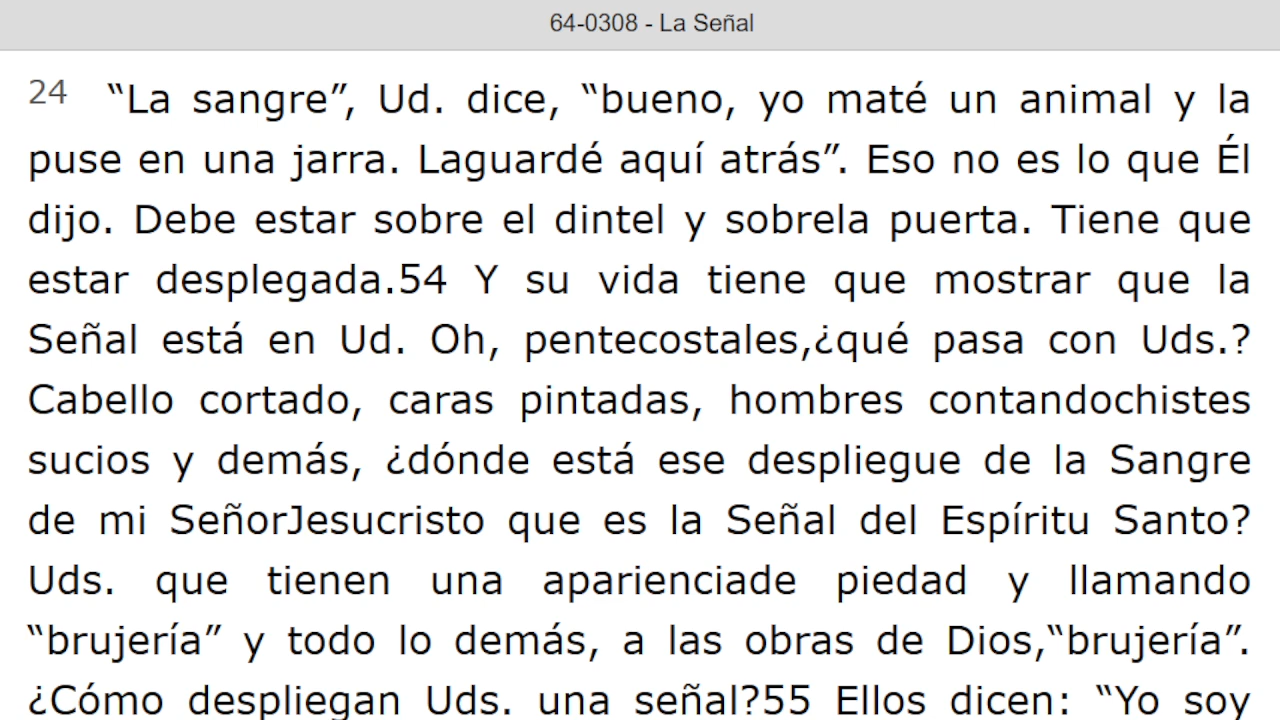 64-0308 - La Señal
24 “La sangre”, Ud. dice, “bueno, yo maté un animal y la
puse en una jarra. Laguardé aquí atrás”. Eso no es lo que Él
dijo. Debe estar sobre el dintel y sobrela puerta. Tiene que
estar desplegada.54 Y su vida tiene que mostrar que la
Señal está en Ud. Oh, pentecostales,¿qué pasa con Uds.?
Cabello cortado, caras pintadas, hombres contandochistes
sucios y demás, ¿dónde está ese despliegue de la Sangre
de mi SeñorJesucristo que es la Señal del Espíritu Santo?
Uds. que tienen una aparienciade piedad y llamando
“brujería” y todo lo demás, a las obras de Dios,“brujería”.
¿Cómo despliegan Uds. una señal?55 Ellos dicen: “Yo soy